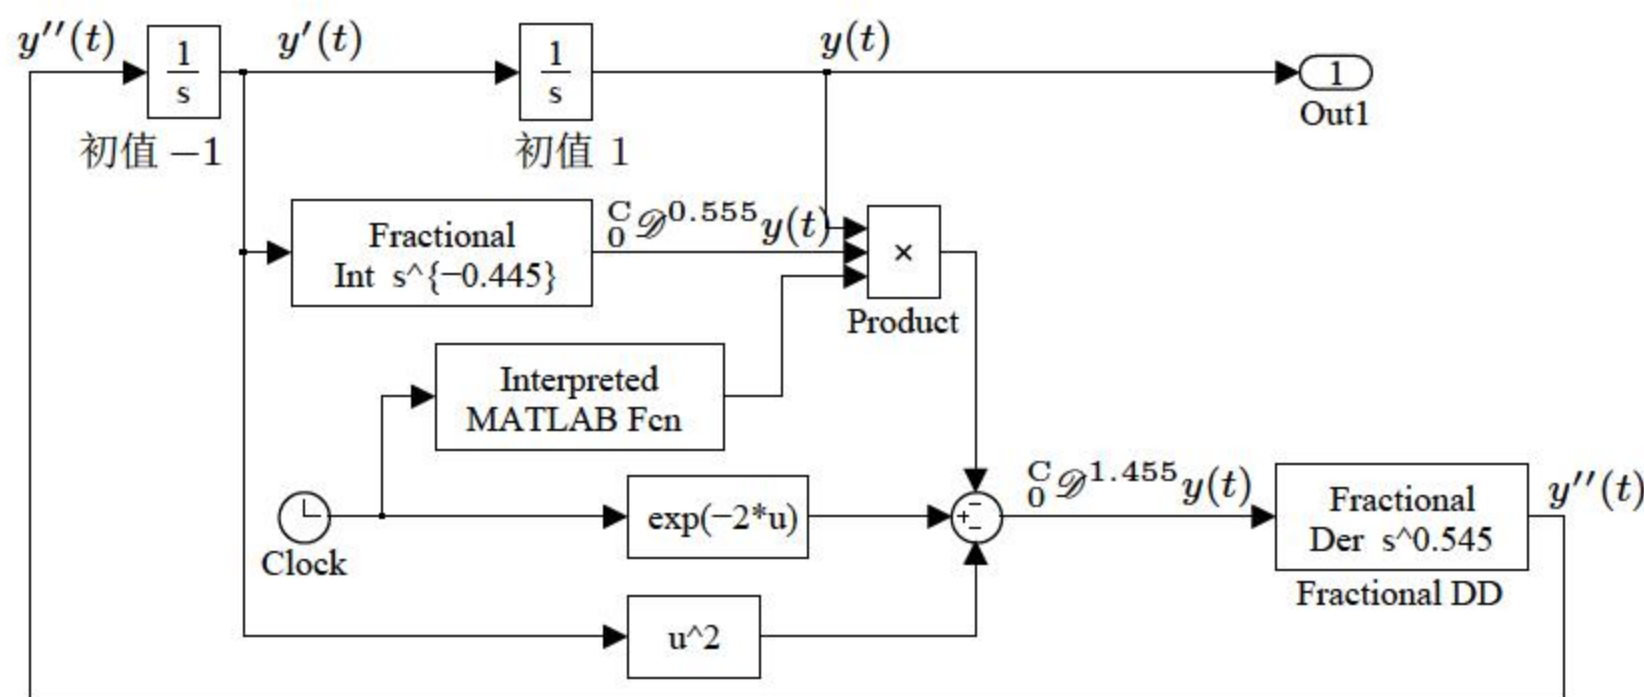 y''(t)
1/s
y'(t)
1/s
y(t)
1
Out1
初值 −1
初值 1
Fractional
Int s^{−0.445}
C 0 𝒟^0.555 y(t)
×
Product
Interpreted
MATLAB Fcn
Clock
exp(−2*u)
+
−
−
C 0 𝒟^1.455 y(t)
Fractional
Der s^0.545
Fractional DD
y''(t)
u^2